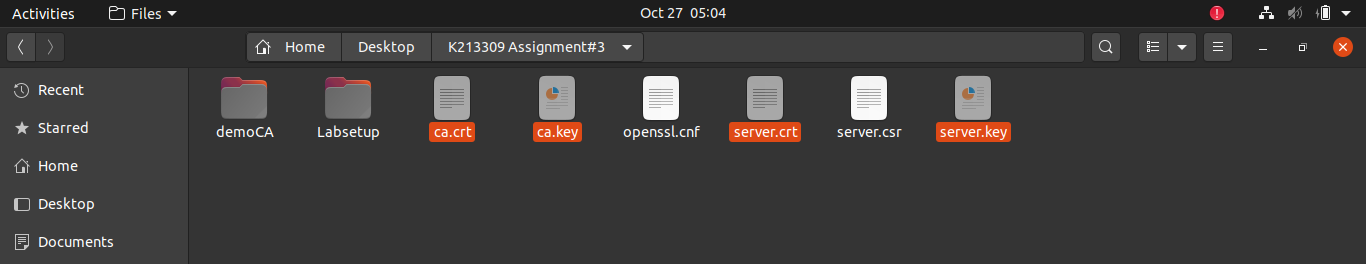 Activities Files Oct 27 05:04
Home Desktop K213309 Assignment#3
Recent
Starred
Home
Desktop
Documents
demoCA Labsetup ca.crt ca.key openssl.cnf server.crt server.csr server.key